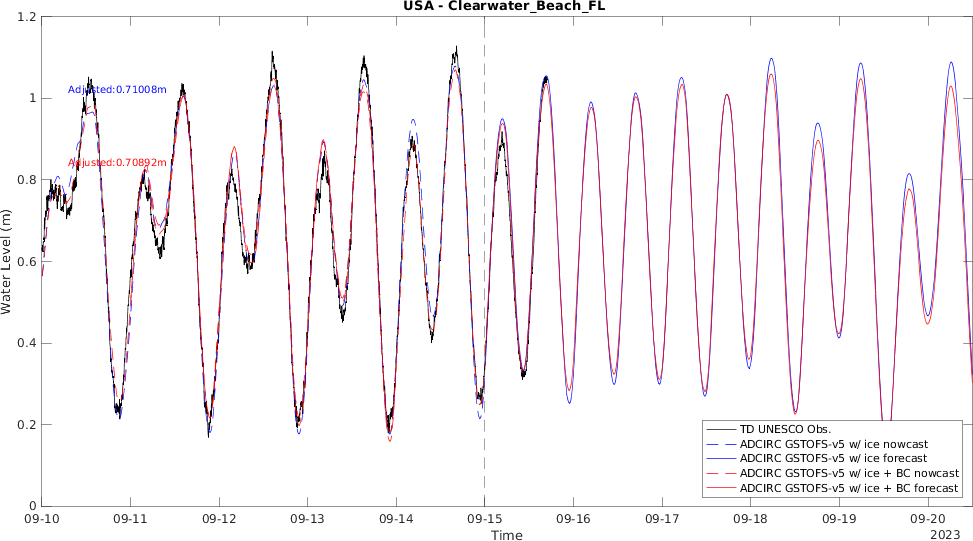 USA - Clearwater_Beach_FL
1.2
1
0.8
0.6
0.4
0.2
0
Water Level (m)
Adjusted:0.71008m
Adjusted:0.70892m
TD UNESCO Obs.
ADCIRC GSTOFS-v5 w/ ice nowcast
ADCIRC GSTOFS-v5 w/ ice forecast
ADCIRC GSTOFS-v5 w/ ice + BC nowcast
ADCIRC GSTOFS-v5 w/ ice + BC forecast
09-10 09-11 09-12 09-13 09-14 09-15 09-16 09-17 09-18 09-19 09-20
Time
2023